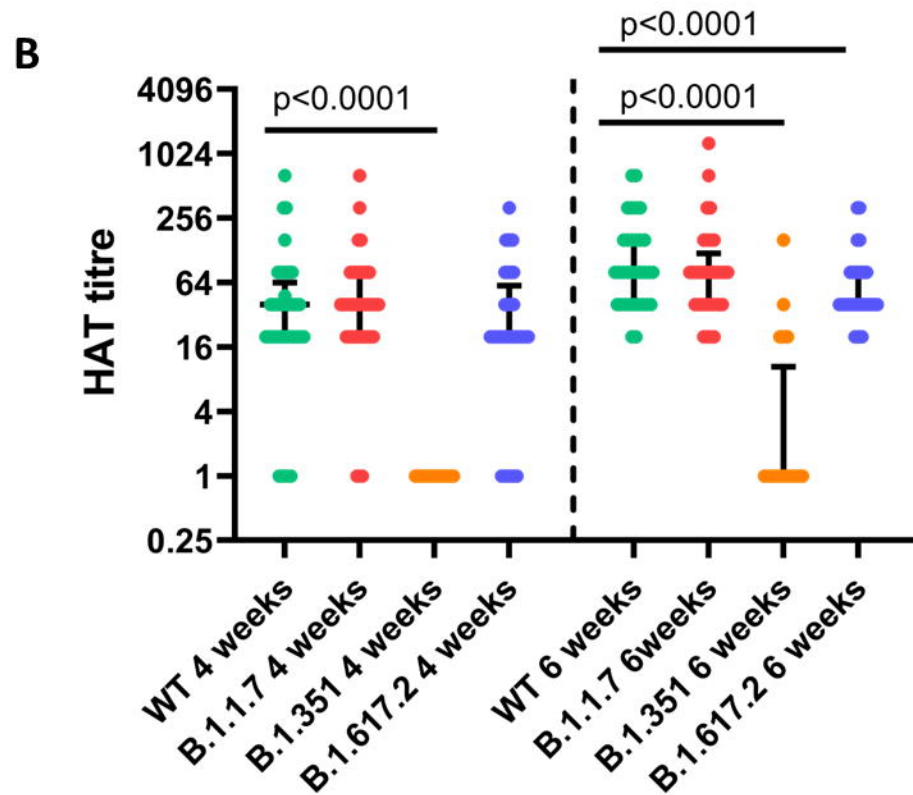 B
p<0.0001
p<0.0001
p<0.0001
HAT titre
4096
1024
256
64
16
4
1
0.25
WT 4 weeks
B.1.1.7 4 weeks
B.1.351 4 weeks
B.1.617.2 4 weeks
WT 6 weeks
B.1.1.7 6weeks
B.1.351 6 weeks
B.1.617.2 6 weeks